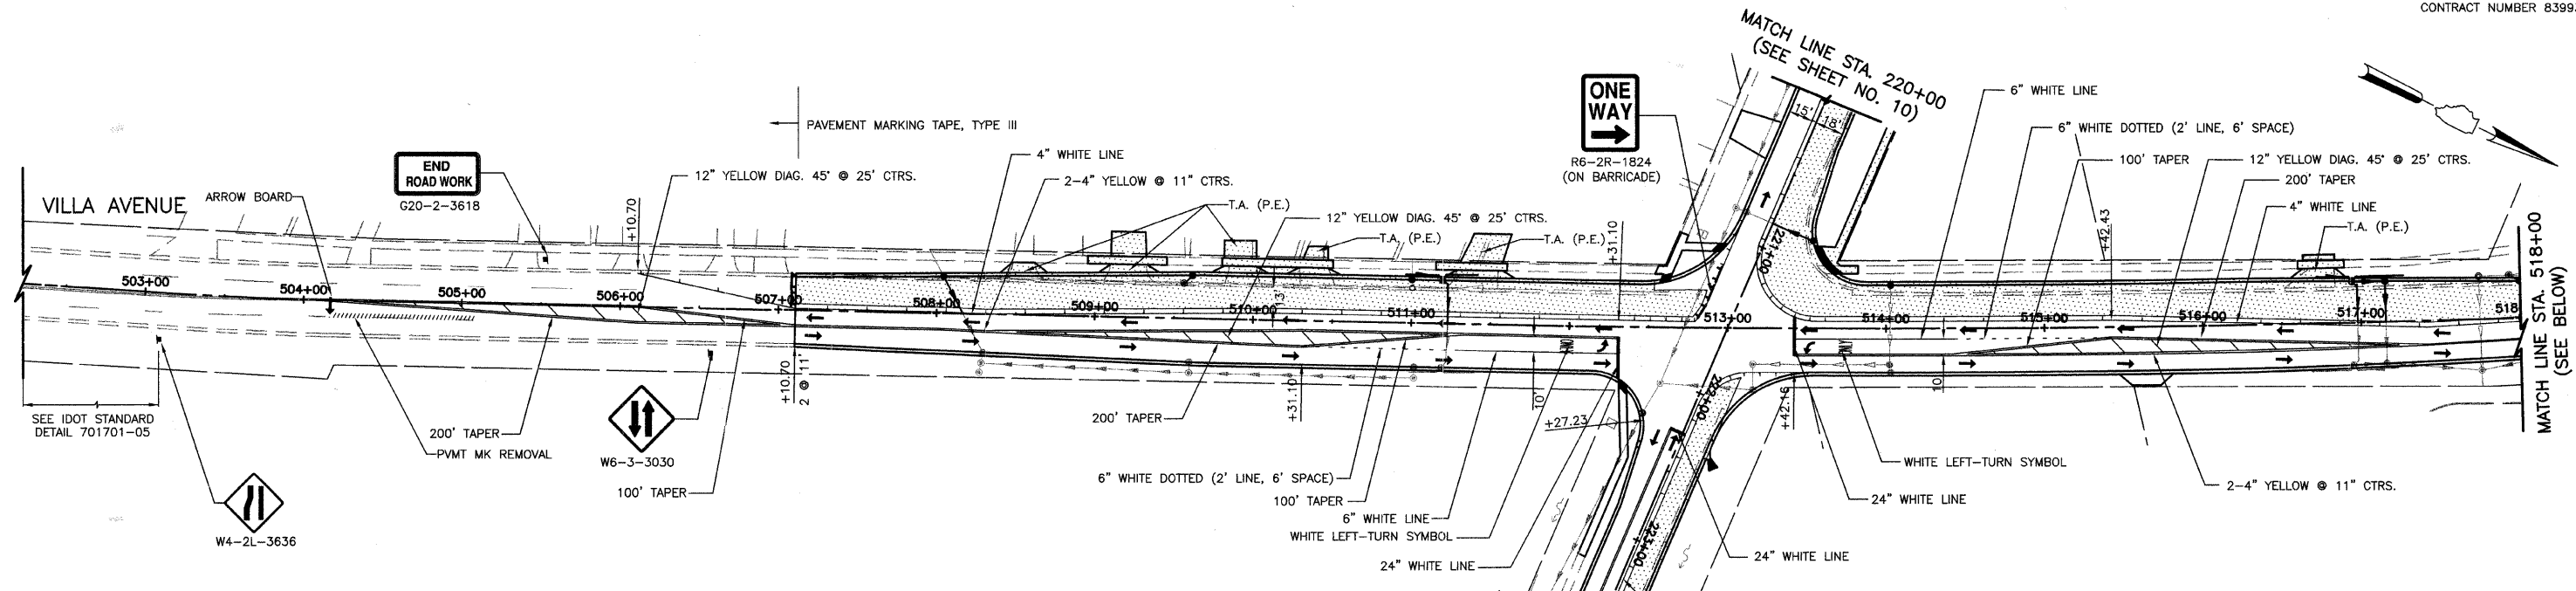 CONTRACT NUMBER 8399
MATCH LINE STA. 220+00
(SEE SHEET NO. 10)
ONE
WAY
R6-2R-1824
(ON BARRICADE)
15'
18'
6" WHITE LINE
6" WHITE DOTTED (2' LINE, 6' SPACE)
100' TAPER
12" YELLOW DIAG. 45° @ 25' CTRS.
200' TAPER
4" WHITE LINE
T.A. (P.E.)
+42.43
PAVEMENT MARKING TAPE, TYPE III
4" WHITE LINE
2-4" YELLOW @ 11" CTRS.
12" YELLOW DIAG. 45° @ 25' CTRS.
END
ROAD WORK
G20-2-3618
ARROW BOARD
VILLA AVENUE
+10.70
T.A. (P.E.)
12" YELLOW DIAG. 45° @ 25' CTRS.
T.A. (P.E.)
T.A. (P.E.)
+31.10
221+00
503+00
504+00
505+00
506+00
507+00
508+00
509+00
510+00
13'
511+00
513+00
514+00
515+00
516+00
517+00
518
MATCH LINE STA. 518+00
(SEE BELOW)
ONLY
ONLY
+10.70
2 @ 11'
+31.10
10'
10'
+27.23
+42.16
222+00
223+00
SEE IDOT STANDARD
DETAIL 701701-05
W4-2L-3636
200' TAPER
PVMT MK REMOVAL
100' TAPER
W6-3-3030
200' TAPER
6" WHITE DOTTED (2' LINE, 6' SPACE)
100' TAPER
6" WHITE LINE
WHITE LEFT-TURN SYMBOL
24" WHITE LINE
24" WHITE LINE
WHITE LEFT-TURN SYMBOL
24" WHITE LINE
2-4" YELLOW @ 11" CTRS.